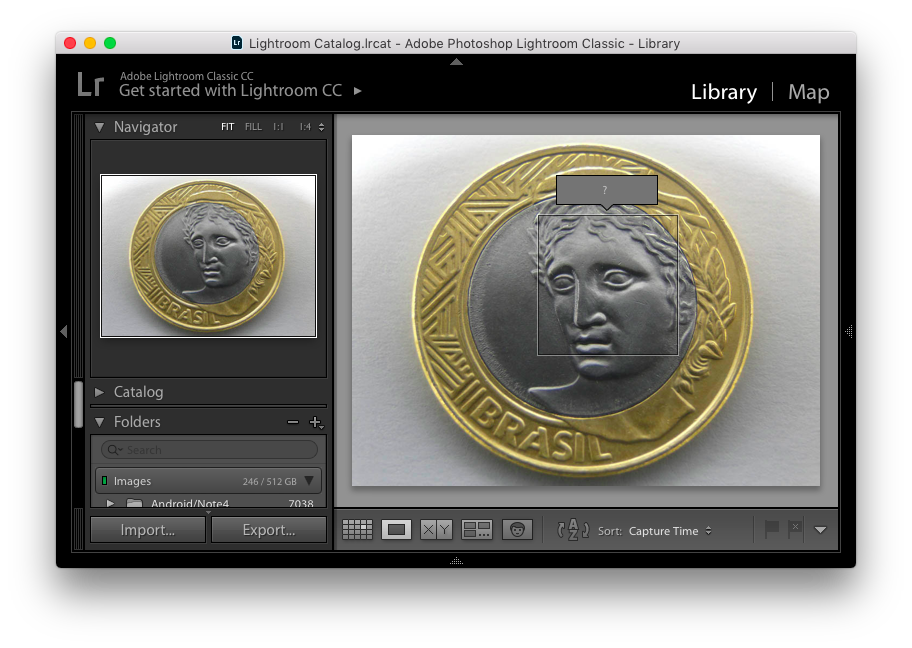 Lr Lightroom Catalog.lrcat - Adobe Photoshop Lightroom Classic - Library
Lr Adobe Lightroom Classic CC
Get started with Lightroom CC
Library | Map
Navigator FIT FILL 1:1 1:4
?
BRASIL
BRASIL
Catalog
Folders
Search
Images 246 / 512 GB
Android/Note4 7038
Import... Export...
X Y
A Z Sort: Capture Time